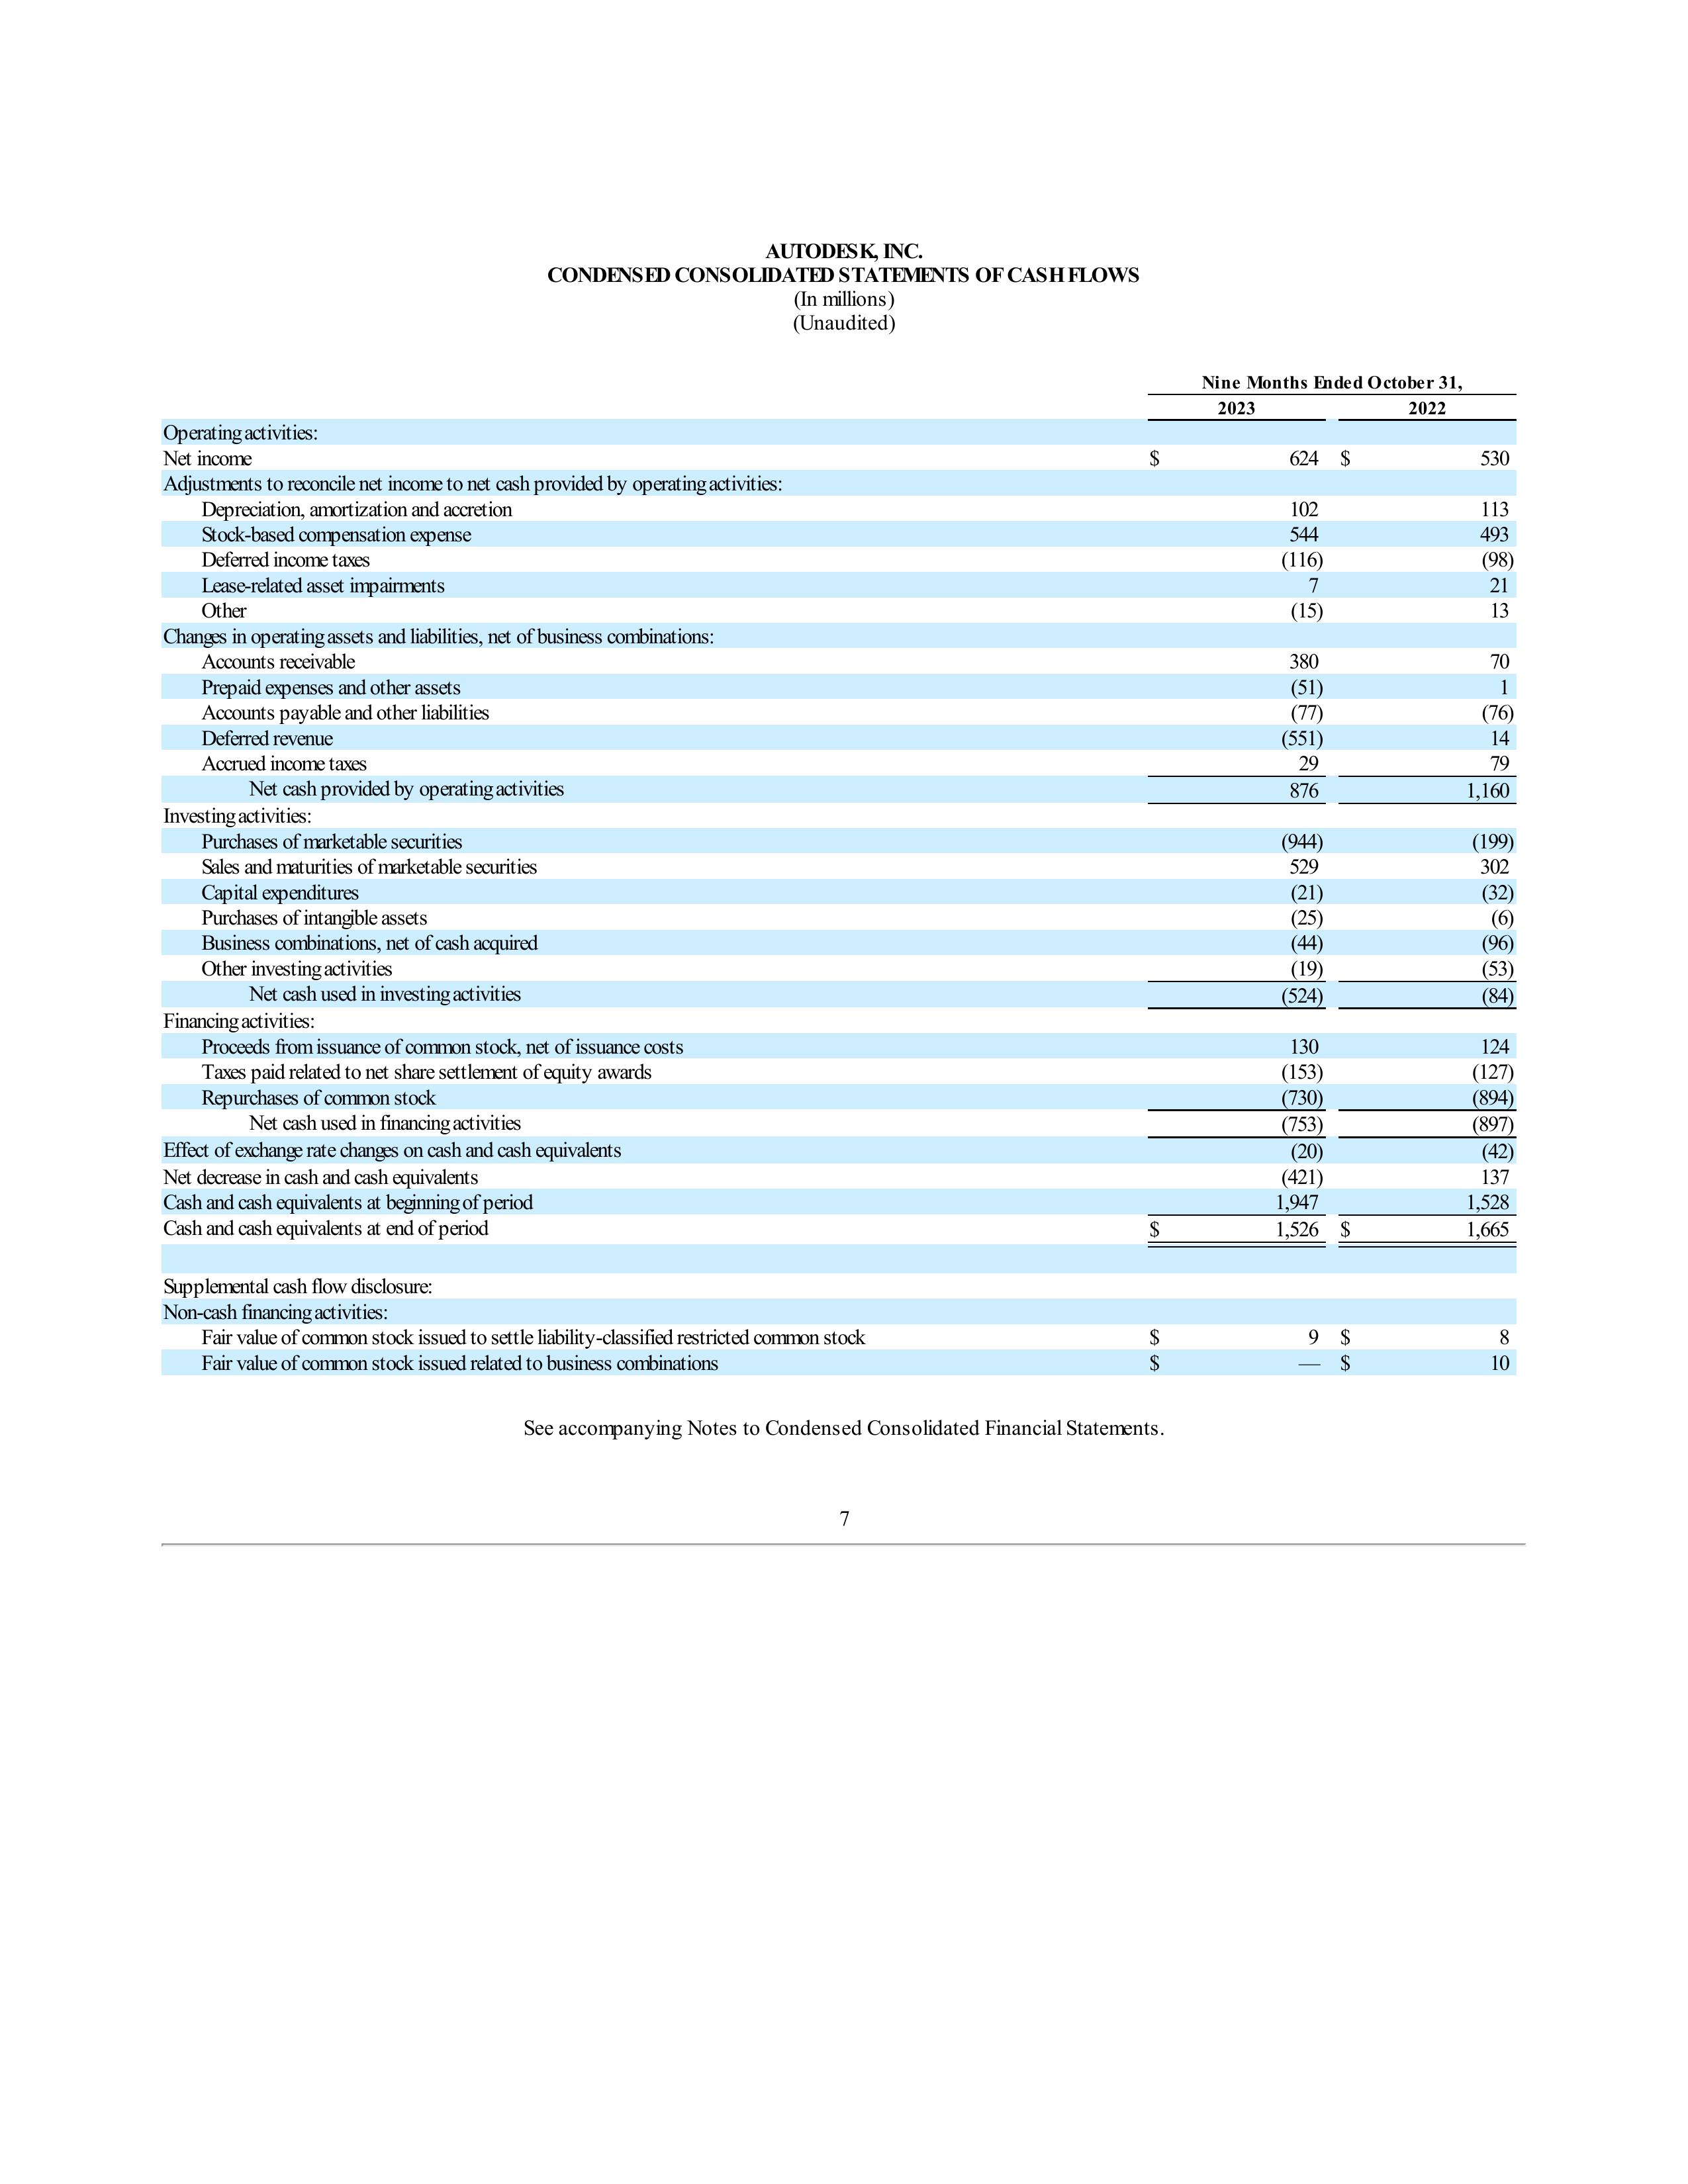 AUTODESK, INC.
CONDENSED CONSOLIDATED STATEMENTS OF CASH FLOWS
(In millions)
(Unaudited)
Nine Months Ended October 31,
2023 2022
Operating activities:
Net income $ 624 $ 530
Adjustments to reconcile net income to net cash provided by operating activities:
Depreciation, amortization and accretion 102 113
Stock-based compensation expense 544 493
Deferred income taxes (116) (98)
Lease-related asset impairments 7 21
Other (15) 13
Changes in operating assets and liabilities, net of business combinations:
Accounts receivable 380 70
Prepaid expenses and other assets (51) 1
Accounts payable and other liabilities (77) (76)
Deferred revenue (551) 14
Accrued income taxes 29 79
Net cash provided by operating activities 876 1,160
Investing activities:
Purchases of marketable securities (944) (199)
Sales and maturities of marketable securities 529 302
Capital expenditures (21) (32)
Purchases of intangible assets (25) (6)
Business combinations, net of cash acquired (44) (96)
Other investing activities (19) (53)
Net cash used in investing activities (524) (84)
Financing activities:
Proceeds from issuance of common stock, net of issuance costs 130 124
Taxes paid related to net share settlement of equity awards (153) (127)
Repurchases of common stock (730) (894)
Net cash used in financing activities (753) (897)
Effect of exchange rate changes on cash and cash equivalents (20) (42)
Net decrease in cash and cash equivalents (421) 137
Cash and cash equivalents at beginning of period 1,947 1,528
Cash and cash equivalents at end of period $ 1,526 $ 1,665
Supplemental cash flow disclosure:
Non-cash financing activities:
Fair value of common stock issued to settle liability-classified restricted common stock $ 9 $ 8
Fair value of common stock issued related to business combinations $ — $ 10
See accompanying Notes to Condensed Consolidated Financial Statements.
7